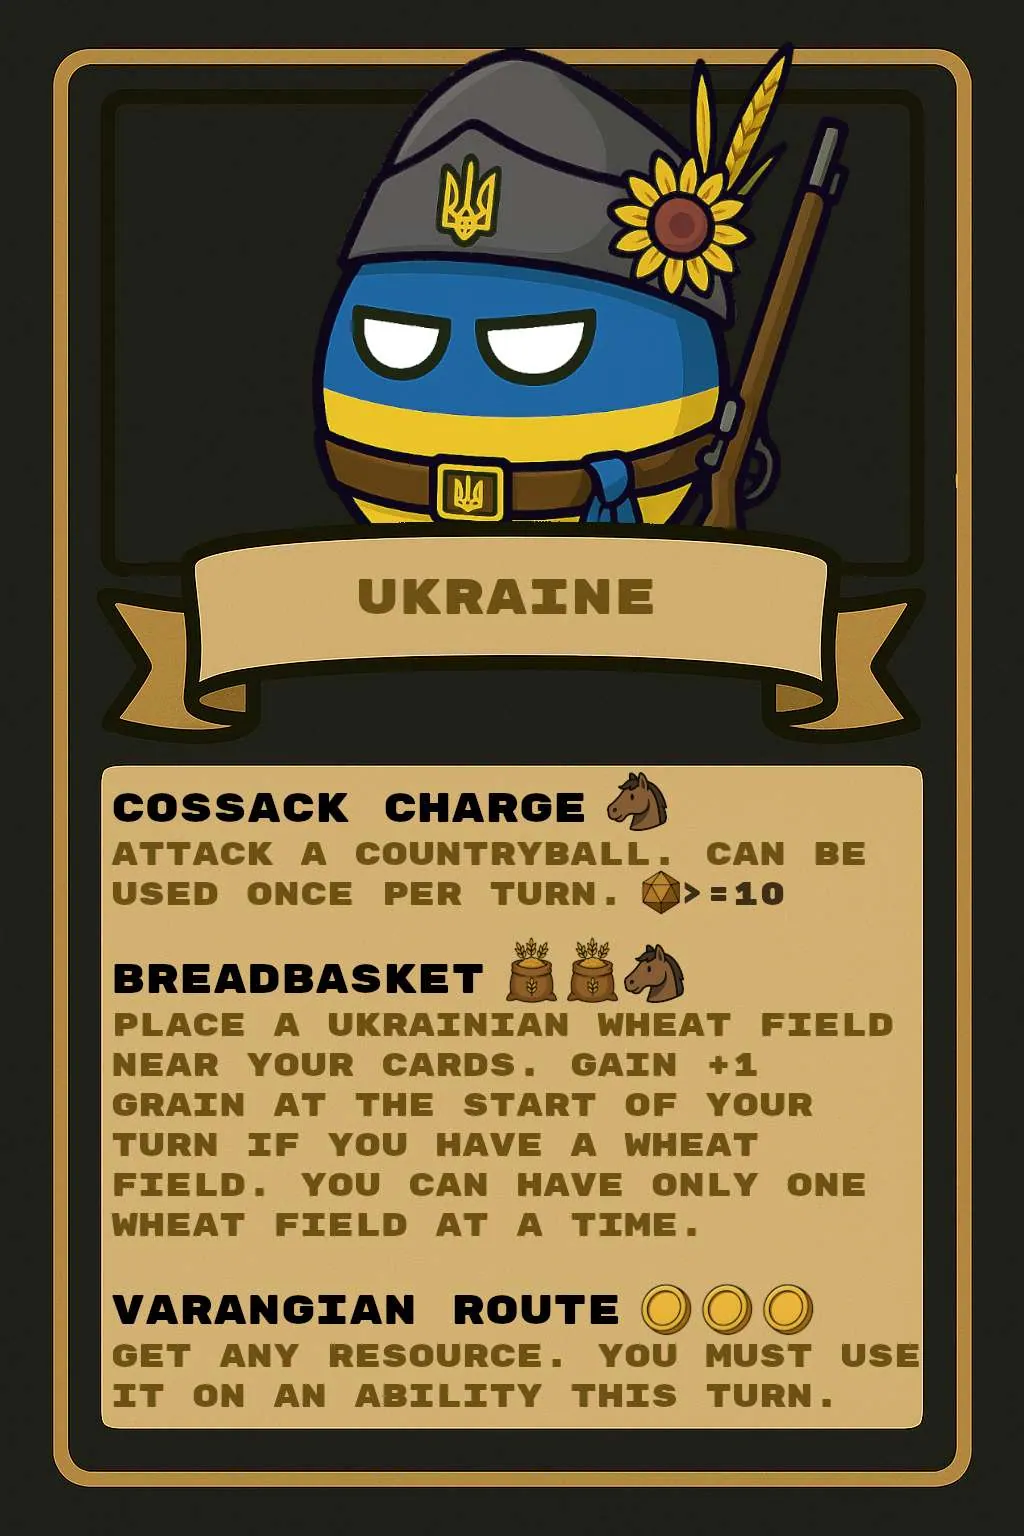 UKRAINE
COSSACK CHARGE
ATTACK A COUNTRYBALL. CAN BE
USED ONCE PER TURN. >=10
BREADBASKET
PLACE A UKRAINIAN WHEAT FIELD
NEAR YOUR CARDS. GAIN +1
GRAIN AT THE START OF YOUR
TURN IF YOU HAVE A WHEAT
FIELD. YOU CAN HAVE ONLY ONE
WHEAT FIELD AT A TIME.
VARANGIAN ROUTE
GET ANY RESOURCE. YOU MUST USE
IT ON AN ABILITY THIS TURN.